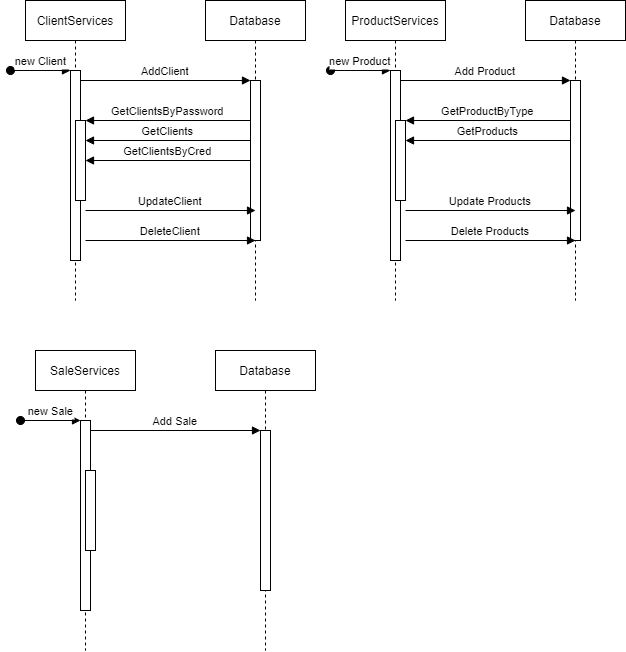 ClientServices
Database
new Client
AddClient
GetClientsByPassword
GetClients
GetClientsByCred
UpdateClient
DeleteClient
ProductServices
Database
new Product
Add Product
GetProductByType
GetProducts
Update Products
Delete Products
SaleServices
Database
new Sale
Add Sale